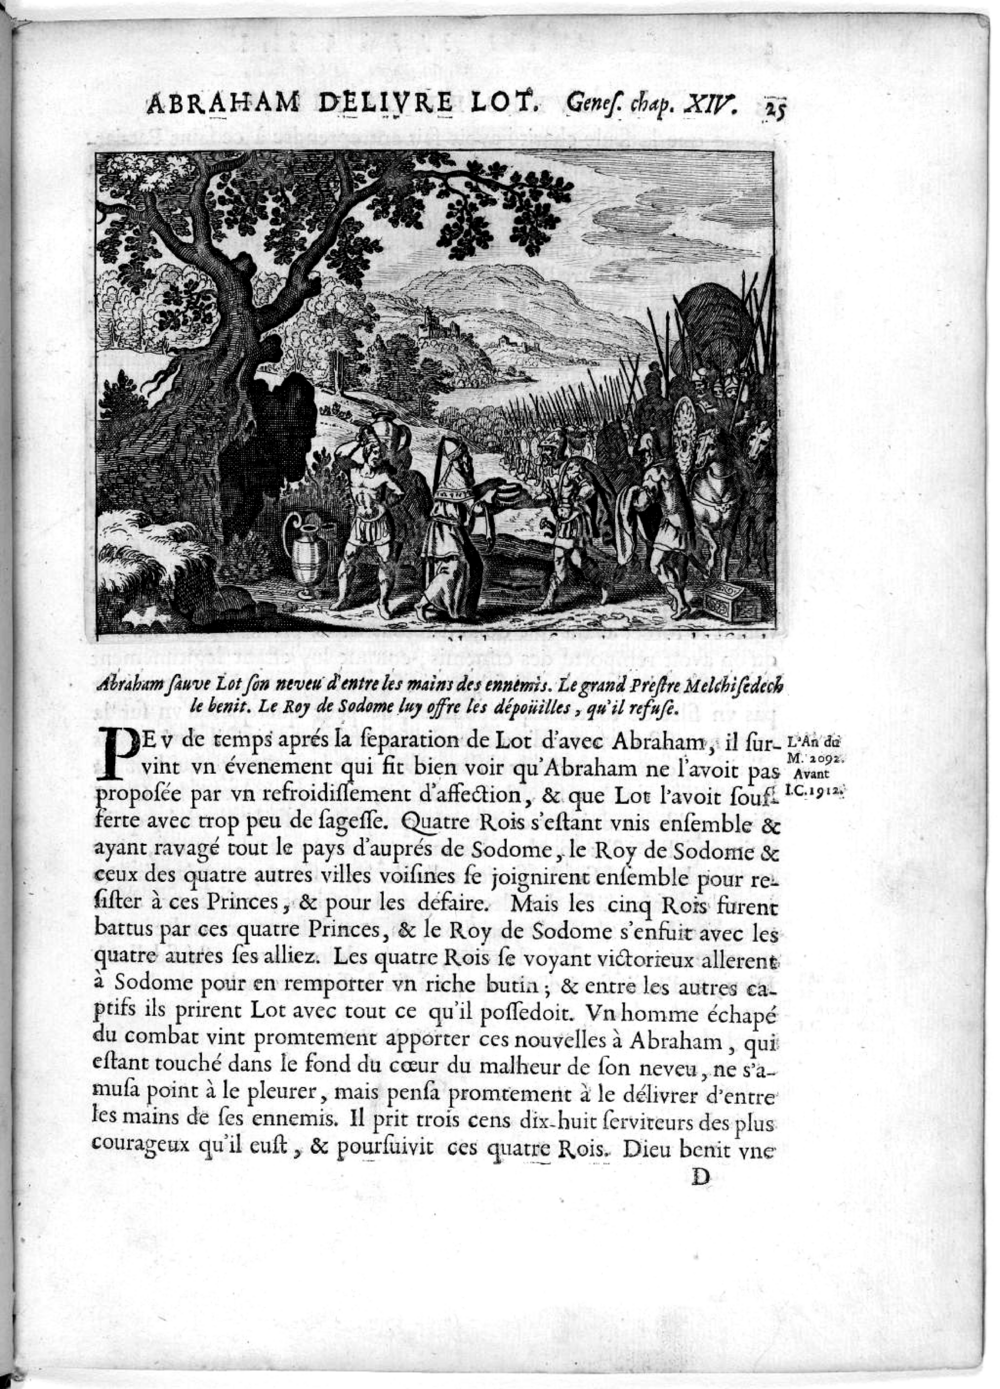 ABRAHAM DELIVRE LOT. Geneſ. chap. XIV. 25
Abraham ſauve Lot ſon neveu d'entre les mains des ennemis. Le grand Preſtre Melchiſedech
le benit. Le Roy de Sodome luy offre les dépoüilles, qu'il refuſe.
PEV de temps aprés la ſeparation de Lot d'avec Abraham, il ſur-
vint vn évenement qui fit bien voir qu'Abraham ne l'avoit pas
propoſée par vn refroidiſſement d'affection, & que Lot l'avoit ſouf-
ferte avec trop peu de ſageſſe. Quatre Rois s'eſtant vnis enſemble &
ayant ravagé tout le pays d'auprés de Sodome, le Roy de Sodome &
ceux des quatre autres villes voiſines ſe joignirent enſemble pour re-
ſiſter à ces Princes, & pour les défaire. Mais les cinq Rois furent
battus par ces quatre Princes, & le Roy de Sodome s'enfuit avec les
quatre autres ſes alliez. Les quatre Rois ſe voyant victorieux allerent
à Sodome pour en remporter vn riche butin; & entre les autres ca-
ptifs ils prirent Lot avec tout ce qu'il poſſedoit. Vn homme échapé
du combat vint promtement apporter ces nouvelles à Abraham, qui
eſtant touché dans le fond du cœur du malheur de ſon neveu, ne s'a-
muſa point à le pleurer, mais penſa promtement à le délivrer d'entre
les mains de ſes ennemis. Il prit trois cens dix-huit ſerviteurs des plus
courageux qu'il euſt, & pourſuivit ces quatre Rois. Dieu benit vne
L'An du
M. 2092.
Avant
I.C. 1912.
D